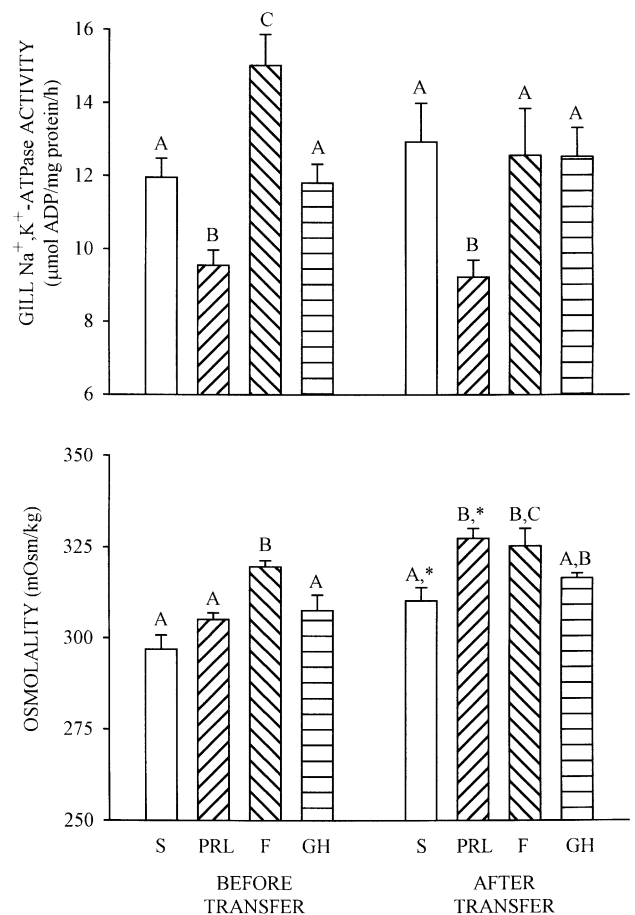 16
14
12
10
8
6
GILL Na+,K+-ATPase ACTIVITY
(µmol ADP/mg protein/h)
A
B
C
A
A
B
A
A
350
325
300
275
250
OSMOLALITY (mOsm/kg)
A
A
B
A
A,*
B,*
B,C
A,B
S PRL F GH S PRL F GH
BEFORE
TRANSFER
AFTER
TRANSFER